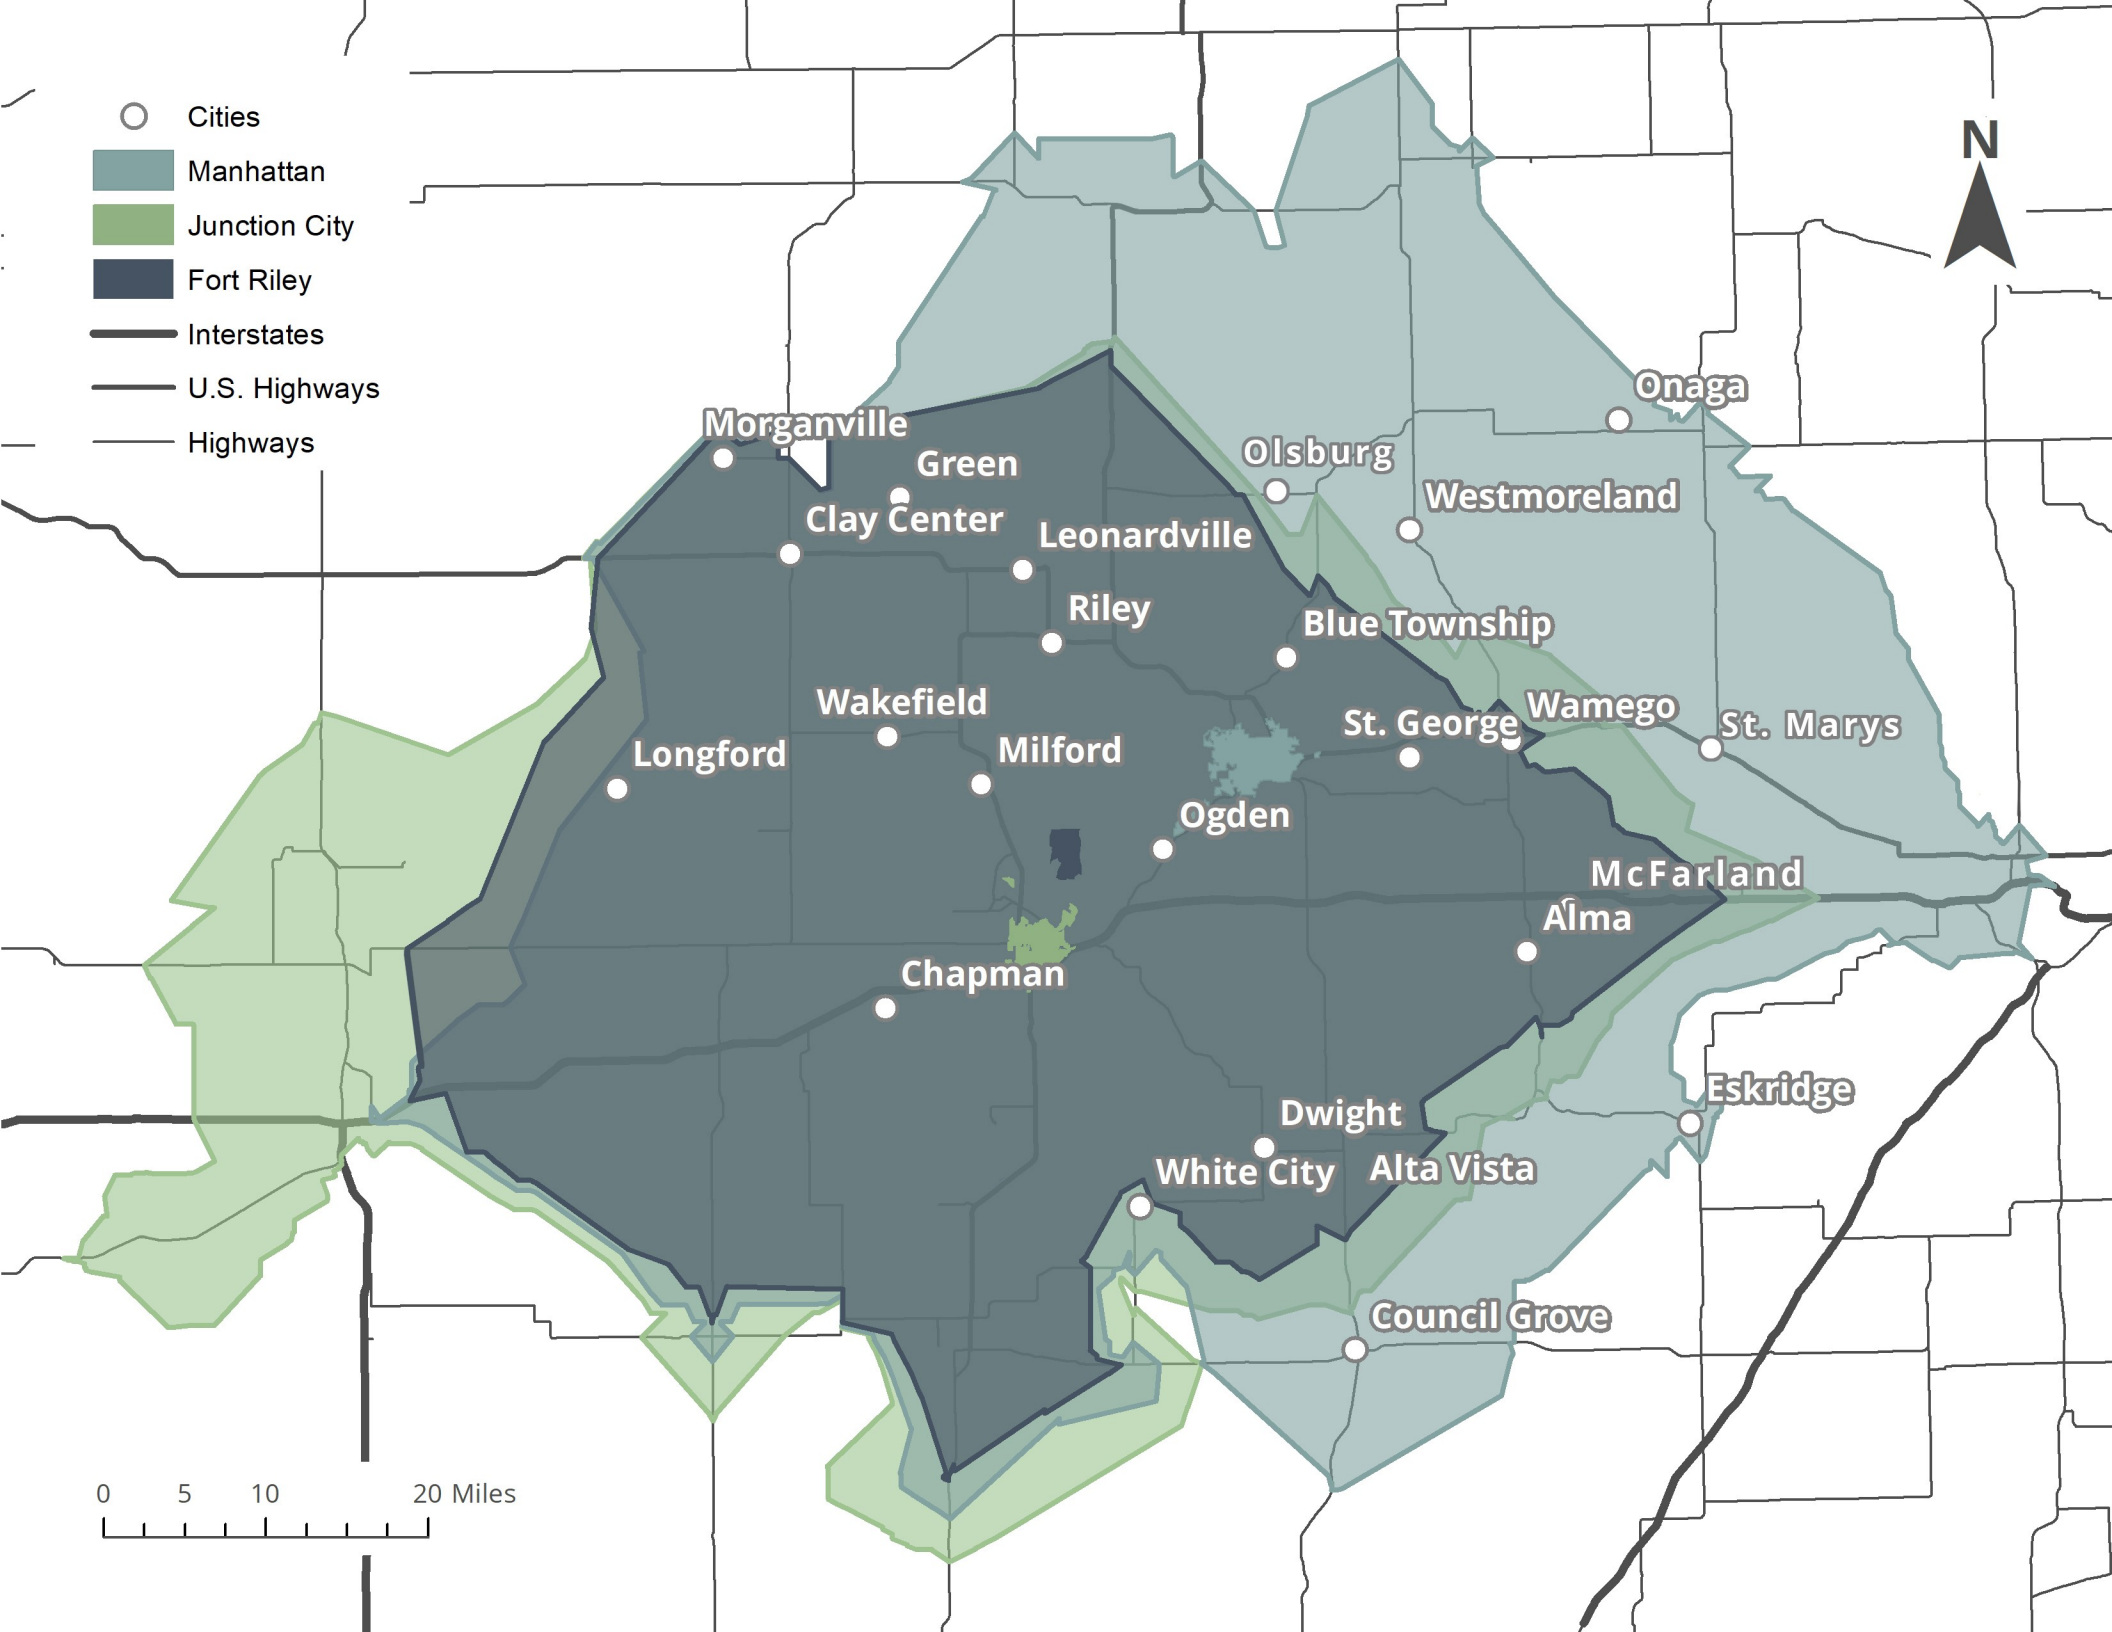 Cities
Manhattan
Junction City
Fort Riley
Interstates
U.S. Highways
Highways
N
Onaga
Morganville
Olsburg
Green
Westmoreland
Clay Center
Leonardville
Riley
Blue Township
Wakefield
Wamego
St. George
St. Marys
Longford
Milford
Ogden
McFarland
Alma
Chapman
Eskridge
Dwight
White City
Alta Vista
Council Grove
0 5 10 20 Miles